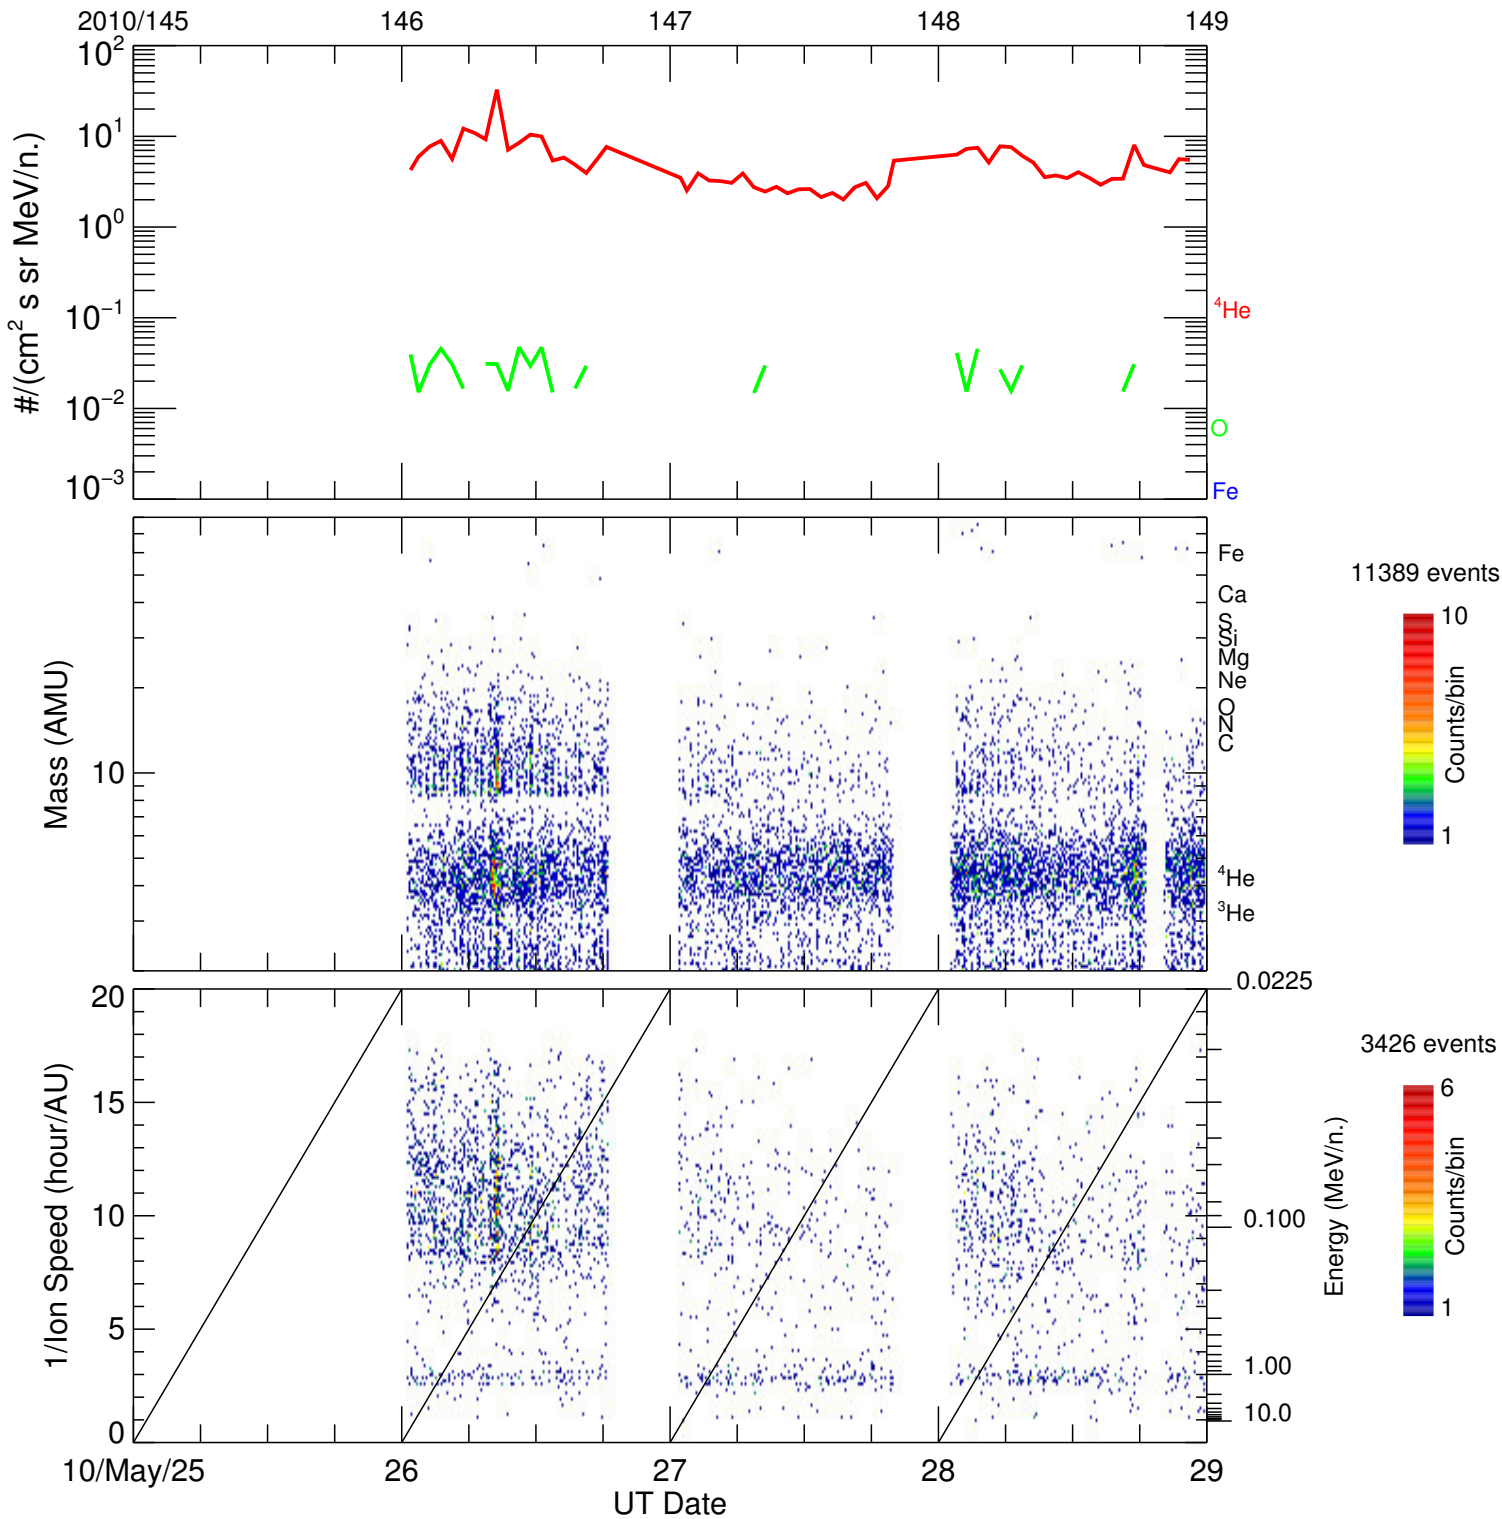 2010/145 146 147 148 149
10²
10¹
10⁰
10⁻¹
10⁻²
10⁻³
#/(cm² s sr MeV/n.)
⁴He
O
Fe
Mass (AMU)
10
Fe
Ca
S
Si
Mg
Ne
O
N
C
⁴He
³He
11389 events
10
Counts/bin
1
20
15
10
5
0
1/Ion Speed (hour/AU)
0.0225
0.100
1.00
10.0
Energy (MeV/n.)
3426 events
6
Counts/bin
1
10/May/25 26 27 28 29
UT Date